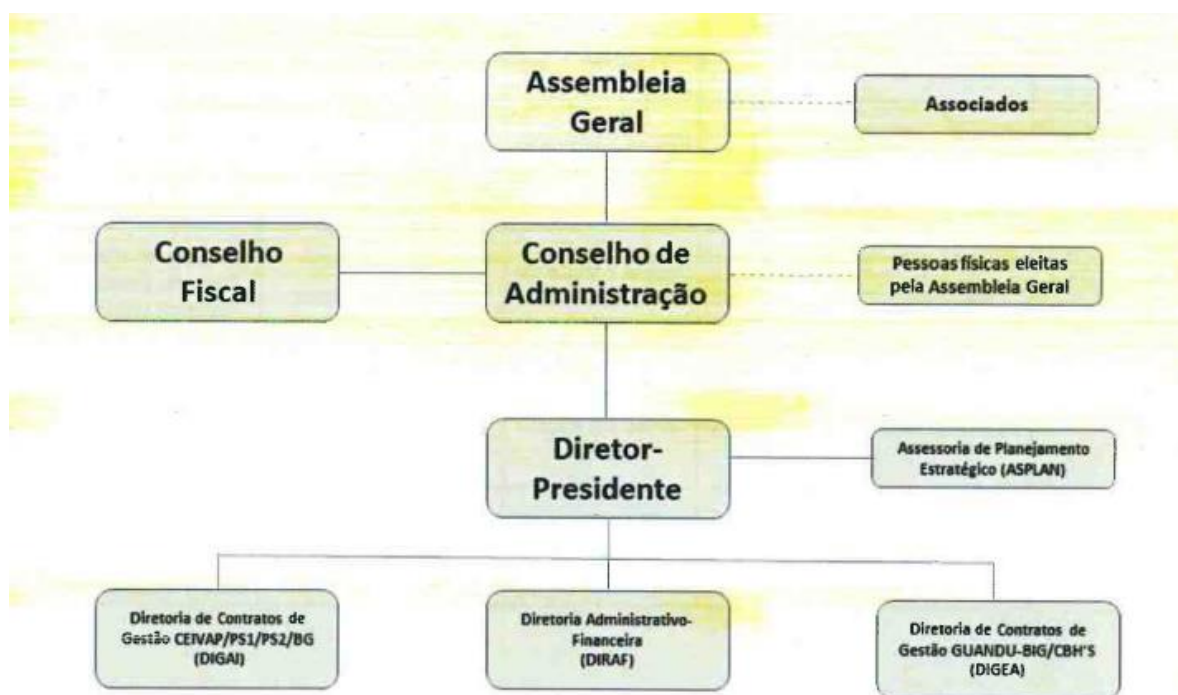 Assembleia
Geral
Associados
Conselho
Fiscal
Conselho de
Administração
Pessoas físicas eleitas
pela Assembleia Geral
Diretor-
Presidente
Assessoria de Planejamento
Estratégico (ASPLAN)
Diretoria de Contratos de
Gestão CEIVAP/PS1/PS2/BG
(DIGAI)
Diretoria Administrativo-
Financeira
(DIRAF)
Diretoria de Contratos de
Gestão GUANDU-BIG/CBH'S
(DIGEA)